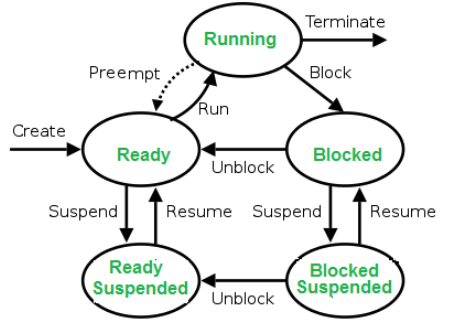 Terminate
Running
Preempt
Block
Run
Create
Ready
Blocked
Unblock
Suspend
Resume
Suspend
Resume
Ready
Suspended
Blocked
Suspended
Unblock